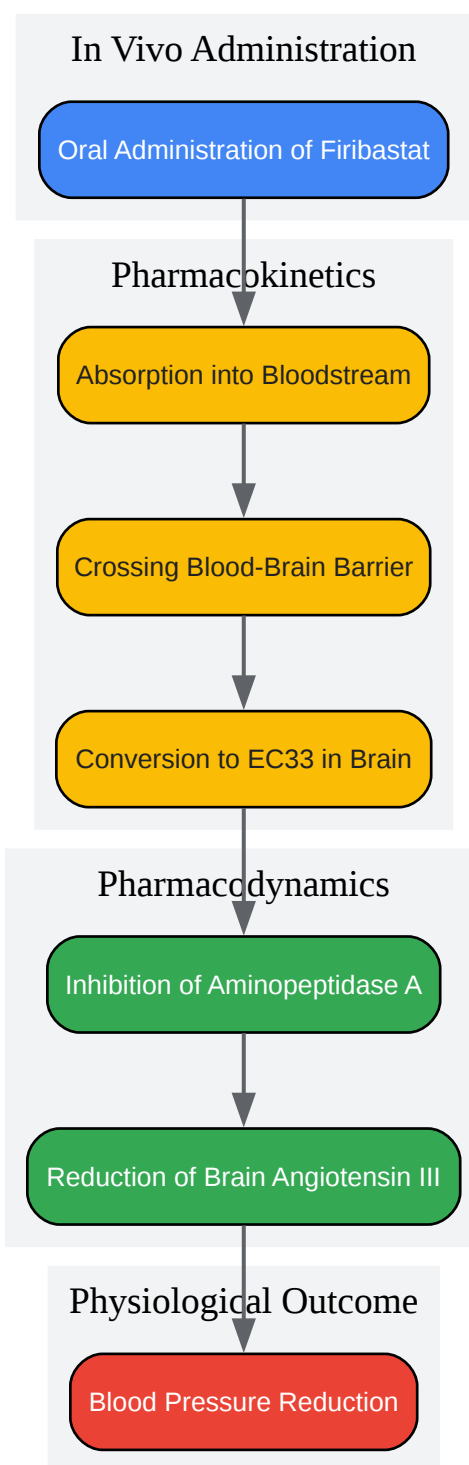 In Vivo Administration
Oral Administration of Firibastat
Pharmacokinetics
Absorption into Bloodstream
Crossing Blood-Brain Barrier
Conversion to EC33 in Brain
Pharmacodynamics
Inhibition of Aminopeptidase A
Reduction of Brain Angiotensin III
Physiological Outcome
Blood Pressure Reduction